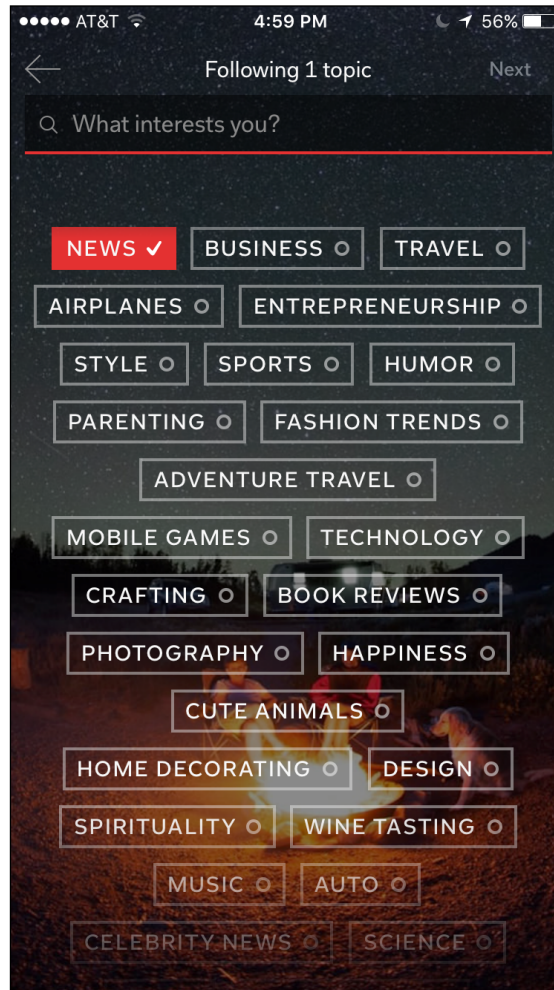 AT&T 4:59 PM 56%
Following 1 topic Next
What interests you?
NEWS BUSINESS TRAVEL
AIRPLANES ENTREPRENEURSHIP
STYLE SPORTS HUMOR
PARENTING FASHION TRENDS
ADVENTURE TRAVEL
MOBILE GAMES TECHNOLOGY
CRAFTING BOOK REVIEWS
PHOTOGRAPHY HAPPINESS
CUTE ANIMALS
HOME DECORATING DESIGN
SPIRITUALITY WINE TASTING
MUSIC AUTO
CELEBRITY NEWS SCIENCE